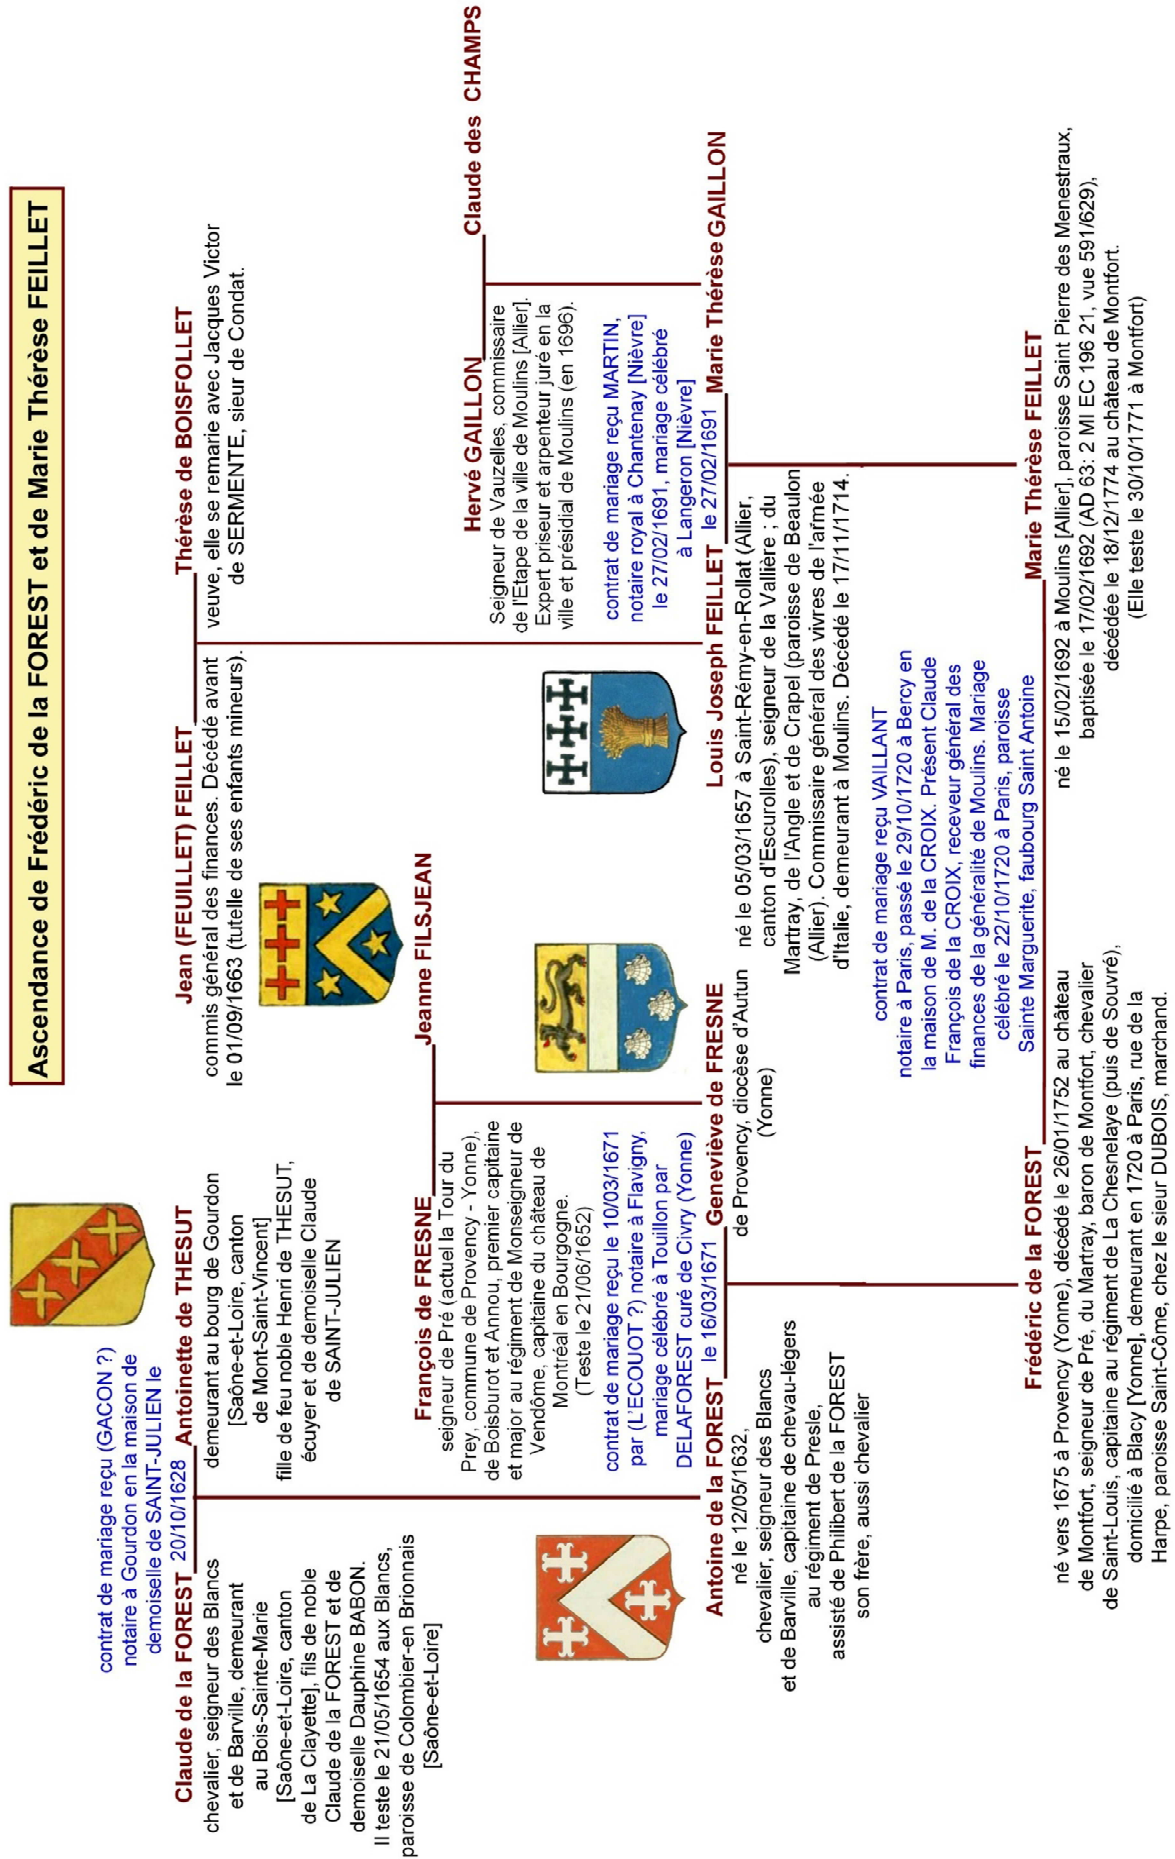 Ascendance de Frédéric de la FOREST et de Marie Thérèse FEILLET
contrat de mariage reçu (GACON ?)
notaire à Gourdon en la maison de
demoiselle de SAINT-JULIEN le
Claude de la FOREST 20/10/1628 Antoinette de THESUT
chevalier, seigneur des Blancs
et de Barville, demeurant
au Bois-Sainte-Marie
[Saône-et-Loire, canton
de La Clayette], fils de noble
Claude de la FOREST et de
demoiselle Dauphine BABON.
Il teste le 21/05/1654 aux Blancs,
paroisse de Colombier-en Brionnais
[Saône-et-Loire]
demeurant au bourg de Gourdon
[Saône-et-Loire, canton
de Mont-Saint-Vincent]
fille de feu noble Henri de THESUT,
écuyer et de demoiselle Claude
de SAINT-JULIEN
Jean (FEUILLET) FEILLET
commis général des finances. Décédé avant
le 01/09/1663 (tutelle de ses enfants mineurs).
Thérèse de BOISFOLLET
veuve, elle se remarie avec Jacques Victor
de SERMENTE, sieur de Condat.
François de FRESNE
seigneur de Pré (actuel la Tour du
Prey, commune de Provency - Yonne),
de Boisburot et Annou, premier capitaine
et major au régiment de Monseigneur de
Vendôme, capitaine du château de
Montréal en Bourgogne.
(Teste le 21/06/1652)
Jeanne FILSJEAN
Hervé GAILLON
Seigneur de Vauzelles, commissaire
de l'Etape de la ville de Moulins [Allier].
Expert priseur et arpenteur juré en la
ville et présidial de Moulins (en 1696).
Claude des CHAMPS
contrat de mariage reçu le 10/03/1671
par (L'ECOUOT ?) notaire à Flavigny,
mariage célébré à Touillon par
DELAFOREST curé de Civry (Yonne)
Antoine de la FOREST le 16/03/1671 Geneviève de FRESNE
né le 12/05/1632,
chevalier, seigneur des Blancs
et de Barville, capitaine de chevau-légers
au régiment de Presle,
assisté de Philibert de la FOREST
son frère, aussi chevalier
de Provency, diocèse d'Autun
(Yonne)
contrat de mariage reçu MARTIN,
notaire royal à Chantenay [Nièvre]
le 27/02/1691, mariage célébré
à Langeron [Nièvre]
Louis Joseph FEILLET le 27/02/1691 Marie Thérèse GAILLON
né le 05/03/1657 à Saint-Rémy-en-Rollat (Allier,
canton d'Escurolles), seigneur de la Vallière ; du
Martray, de l'Angle et de Crapel (paroisse de Beaulon
(Allier). Commissaire général des vivres de l'armée
d'Italie, demeurant à Moulins. Décédé le 17/11/1714.
contrat de mariage reçu VAILLANT
notaire à Paris, passé le 29/10/1720 à Bercy en
la maison de M. de la CROIX. Présent Claude
François de la CROIX, receveur général des
finances de la généralité de Moulins. Mariage
célébré le 22/10/1720 à Paris, paroisse
Sainte Marguerite, faubourg Saint Antoine
Frédéric de la FOREST
né vers 1675 à Provency (Yonne), décédé le 26/01/1752 au château
de Montfort, seigneur de Pré, du Martray, baron de Montfort, chevalier
de Saint-Louis, capitaine au régiment de La Chesnelaye (puis de Souvré),
domicilié à Blacy [Yonne], demeurant en 1720 à Paris, rue de la
Harpe, paroisse Saint-Côme, chez le sieur DUBOIS, marchand.
Marie Thérèse FEILLET
né le 15/02/1692 à Moulins [Allier], paroisse Saint Pierre des Menestraux,
baptisée le 17/02/1692 (AD 63: 2 MI EC 196 21, vue 591/629),
décédée le 18/12/1774 au château de Montfort.
(Elle teste le 30/10/1771 à Montfort)